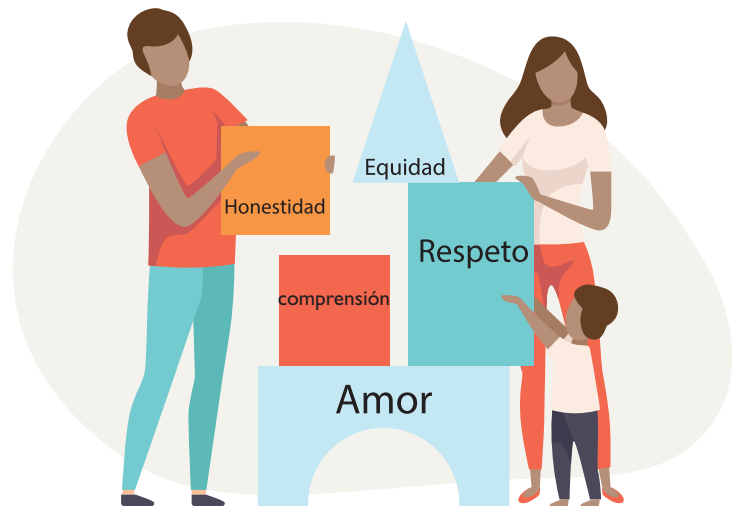 Equidad
Honestidad
Respeto
comprensión
Amor